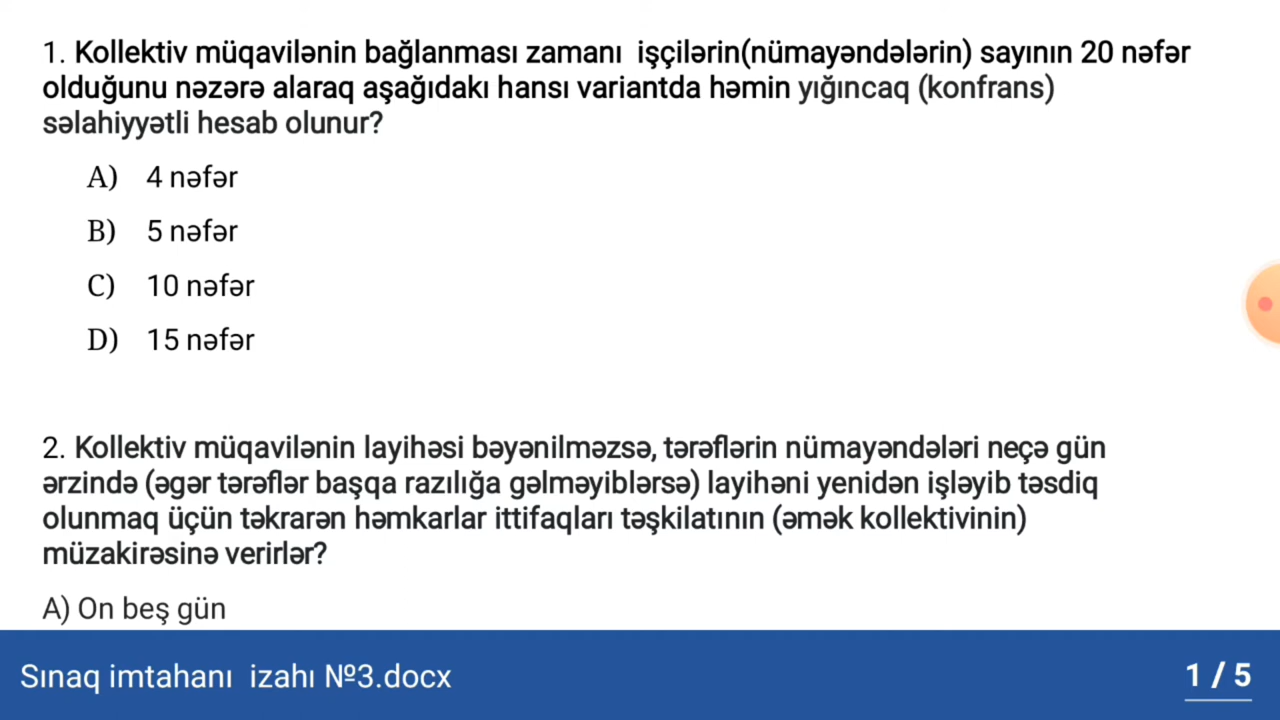 1. Kollektiv müqavilənin bağlanması zamanı işçilərin(nümayəndələrin) sayının 20 nəfər
olduğunu nəzərə alaraq aşağıdakı hansı variantda həmin yığıncaq (konfrans)
səlahiyyətli hesab olunur?
A) 4 nəfər
B) 5 nəfər
C) 10 nəfər
D) 15 nəfər
2. Kollektiv müqavilənin layihəsi bəyənilməzsə, tərəflərin nümayəndələri neçə gün
ərzində (əgər tərəflər başqa razılığa gəlməyiblərsə) layihəni yenidən işləyib təsdiq
olunmaq üçün təkrarən həmkarlar ittifaqları təşkilatının (əmək kollektivinin)
müzakirəsinə verirlər?
A) On beş gün
Sınaq imtahanı izahı №3.docx
1 / 5